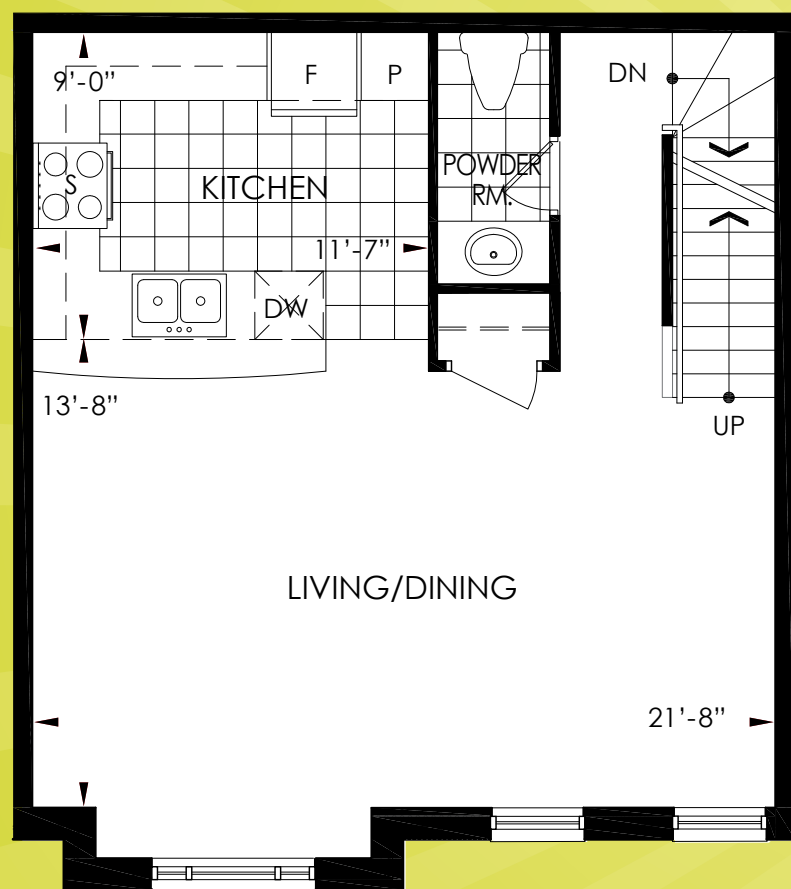 9’-0”
F
P
DN
S
KITCHEN
POWDER
RM.
11’-7”
DW
13’-8”
UP
LIVING/DINING
21’-8”